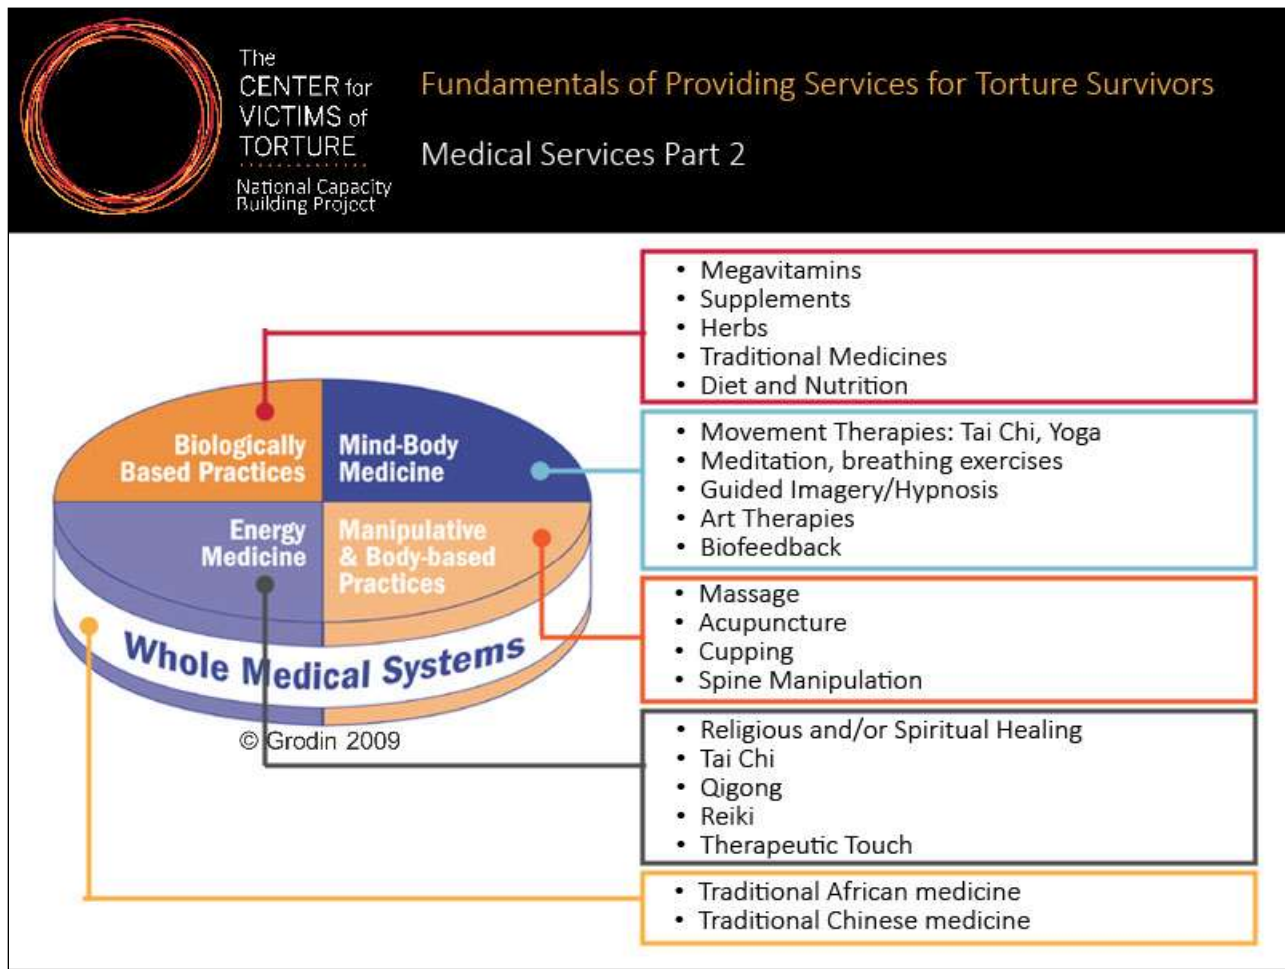 The
CENTER for
VICTIMS of
TORTURE
National Capacity
Building Project
Fundamentals of Providing Services for Torture Survivors
Medical Services Part 2
Biologically
Based Practices
Mind-Body
Medicine
Energy
Medicine
Manipulative
& Body-based
Practices
Whole Medical Systems
© Grodin 2009
• Megavitamins
• Supplements
• Herbs
• Traditional Medicines
• Diet and Nutrition
• Movement Therapies: Tai Chi, Yoga
• Meditation, breathing exercises
• Guided Imagery/Hypnosis
• Art Therapies
• Biofeedback
• Massage
• Acupuncture
• Cupping
• Spine Manipulation
• Religious and/or Spiritual Healing
• Tai Chi
• Qigong
• Reiki
• Therapeutic Touch
• Traditional African medicine
• Traditional Chinese medicine